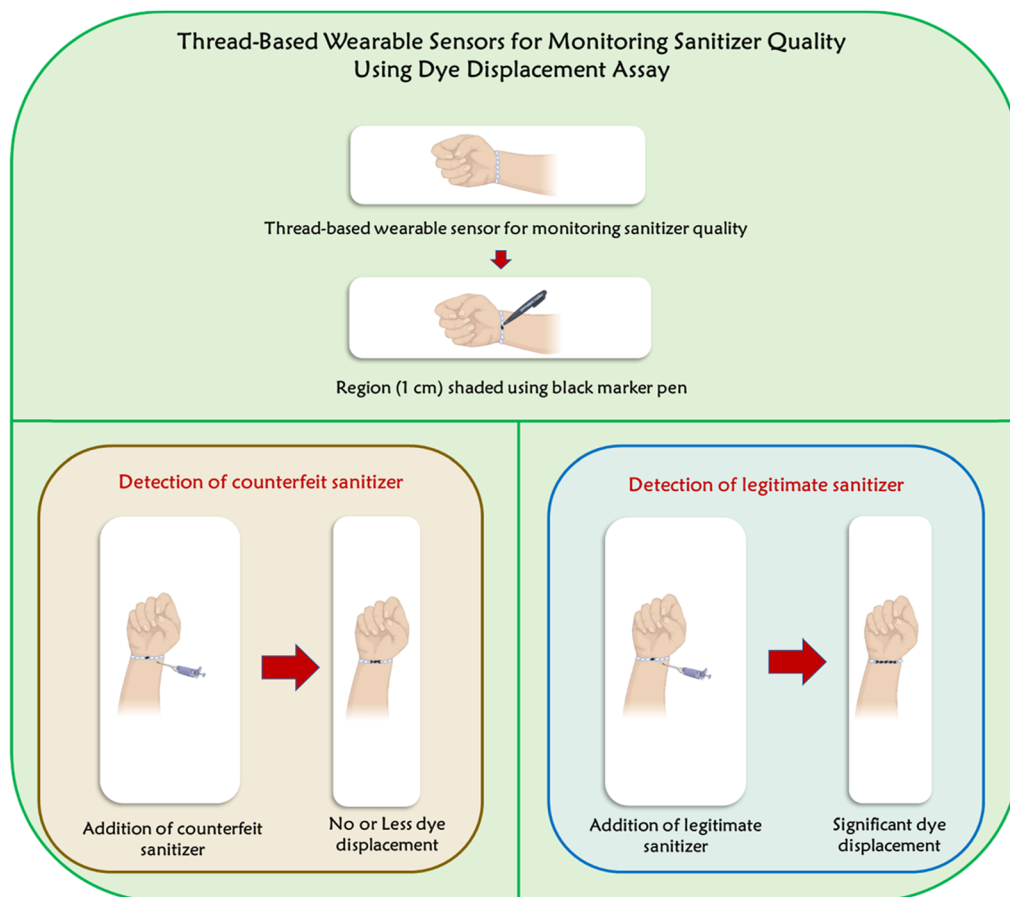 Thread-Based Wearable Sensors for Monitoring Sanitizer Quality
Using Dye Displacement Assay
Thread-based wearable sensor for monitoring sanitizer quality
Region (1 cm) shaded using black marker pen
Detection of counterfeit sanitizer
Addition of counterfeit
sanitizer
No or Less dye
displacement
Detection of legitimate sanitizer
Addition of legitimate
sanitizer
Significant dye
displacement